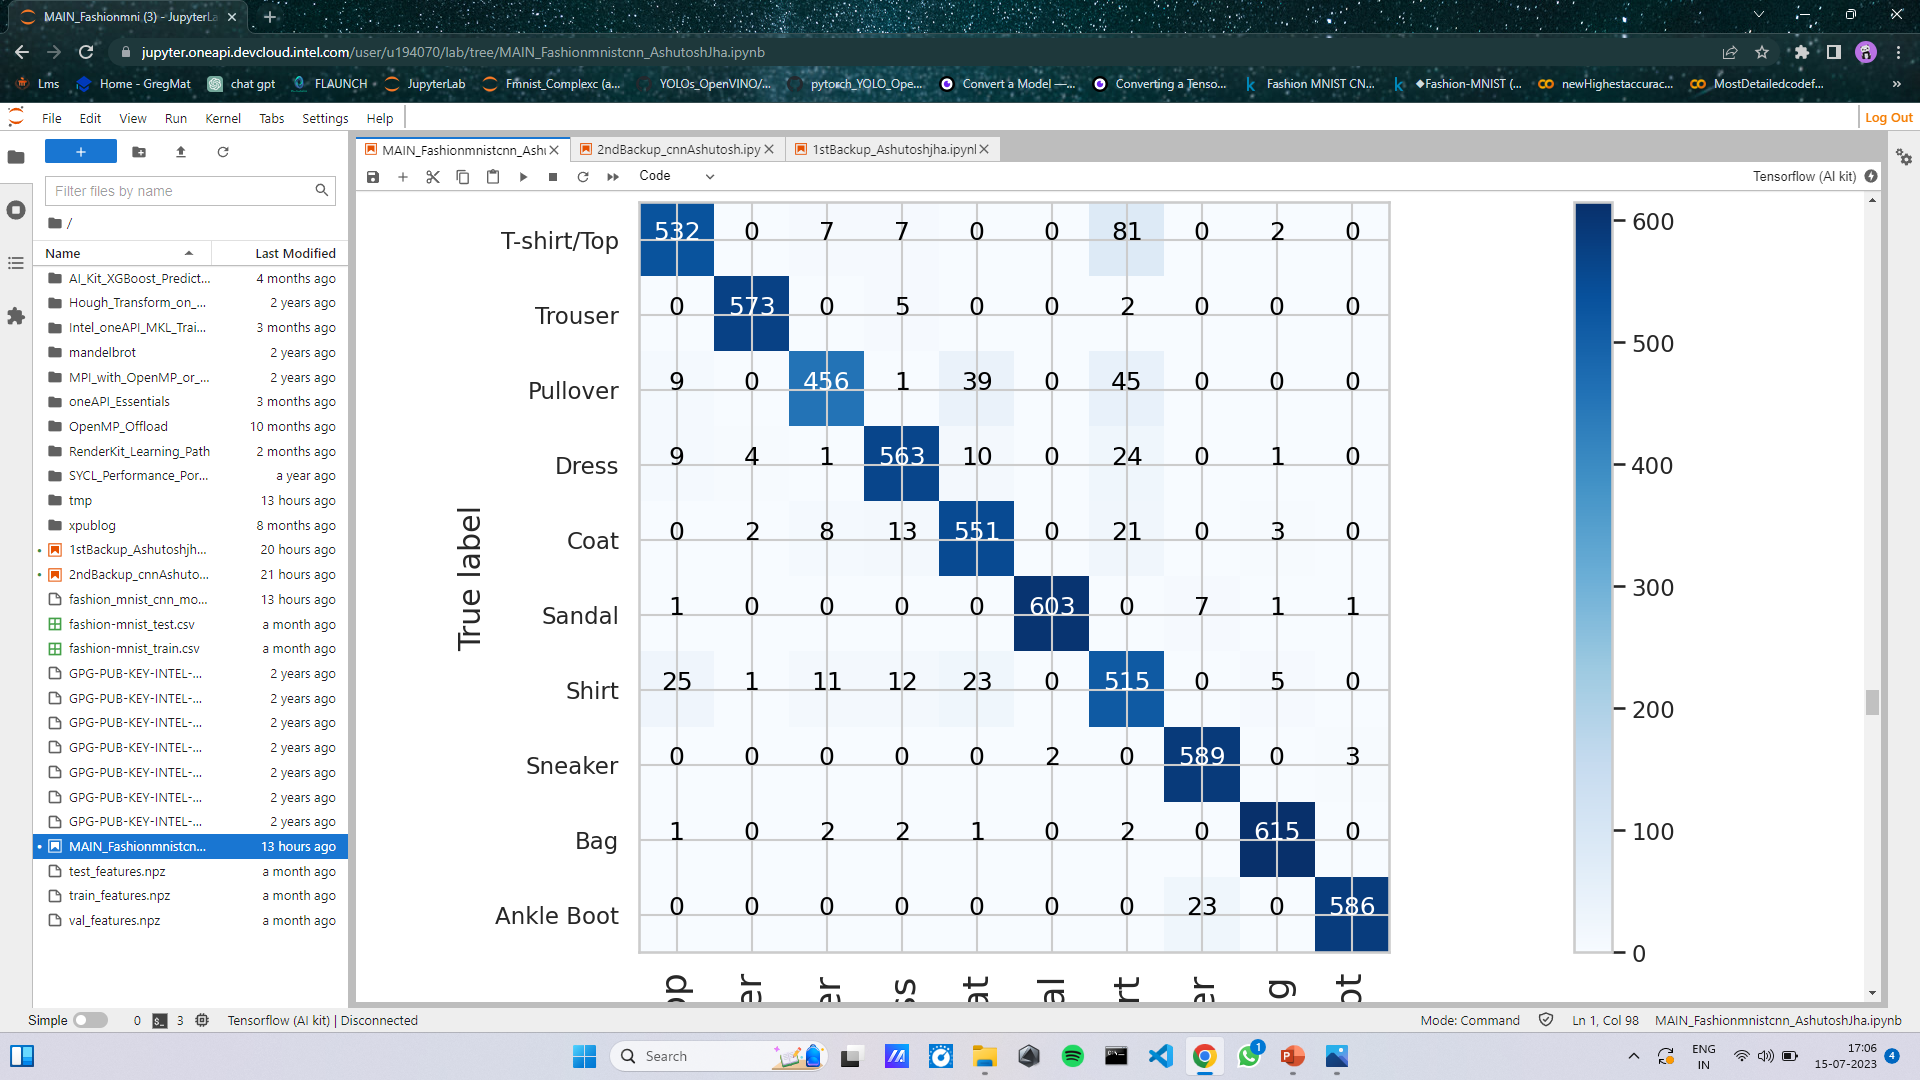 MAIN_Fashionmni (3) - JupyterLa
jupyter.oneapi.devcloud.intel.com/user/u194070/lab/tree/MAIN_Fashionmnistcnn_AshutoshJha.ipynb
Lms
Home - GregMat
chat gpt
FLAUNCH
JupyterLab
Fmnist_Complexc (a...
YOLOs_OpenVINO/...
pytorch_YOLO_Ope...
Convert a Model —...
Converting a Tenso...
Fashion MNIST CN...
◆Fashion-MNIST (...
newHighestaccurac...
MostDetailedcodef...
»
File Edit View Run Kernel Tabs Settings Help
Log Out
MAIN_Fashionmnistcnn_Ashu
2ndBackup_cnnAshutosh.ipy
1stBackup_Ashutoshjha.ipynl
Code
Tensorflow (AI kit)
Filter files by name
/
Name Last Modified
AI_Kit_XGBoost_Predict... 4 months ago
Hough_Transform_on_... 2 years ago
Intel_oneAPI_MKL_Trai... 3 months ago
mandelbrot 2 years ago
MPI_with_OpenMP_or_... 2 years ago
oneAPI_Essentials 3 months ago
OpenMP_Offload 10 months ago
RenderKit_Learning_Path 2 months ago
SYCL_Performance_Por... a year ago
tmp 13 hours ago
xpublog 8 months ago
1stBackup_Ashutoshjh... 20 hours ago
2ndBackup_cnnAshuto... 21 hours ago
fashion_mnist_cnn_mo... 13 hours ago
fashion-mnist_test.csv a month ago
fashion-mnist_train.csv a month ago
GPG-PUB-KEY-INTEL-... 2 years ago
GPG-PUB-KEY-INTEL-... 2 years ago
GPG-PUB-KEY-INTEL-... 2 years ago
GPG-PUB-KEY-INTEL-... 2 years ago
GPG-PUB-KEY-INTEL-... 2 years ago
GPG-PUB-KEY-INTEL-... 2 years ago
GPG-PUB-KEY-INTEL-... 2 years ago
MAIN_Fashionmnistcn... 13 hours ago
test_features.npz a month ago
train_features.npz a month ago
val_features.npz a month ago
True label
T-shirt/Top 532 0 7 7 0 0 81 0 2 0
Trouser 0 573 0 5 0 0 2 0 0 0
Pullover 9 0 456 1 39 0 45 0 0 0
Dress 9 4 1 563 10 0 24 0 1 0
Coat 0 2 8 13 551 0 21 0 3 0
Sandal 1 0 0 0 0 603 0 7 1 1
Shirt 25 1 11 12 23 0 515 0 5 0
Sneaker 0 0 0 0 0 2 0 589 0 3
Bag 1 0 2 2 1 0 2 0 615 0
Ankle Boot 0 0 0 0 0 0 0 23 0 586
op er er ss at al rt er g ot
600
500
400
300
200
100
0
Simple 0 3 Tensorflow (AI kit) | Disconnected
Mode: Command Ln 1, Col 98 MAIN_Fashionmnistcnn_AshutoshJha.ipynb
Search
1
ENG
IN
17:06
15-07-2023
4